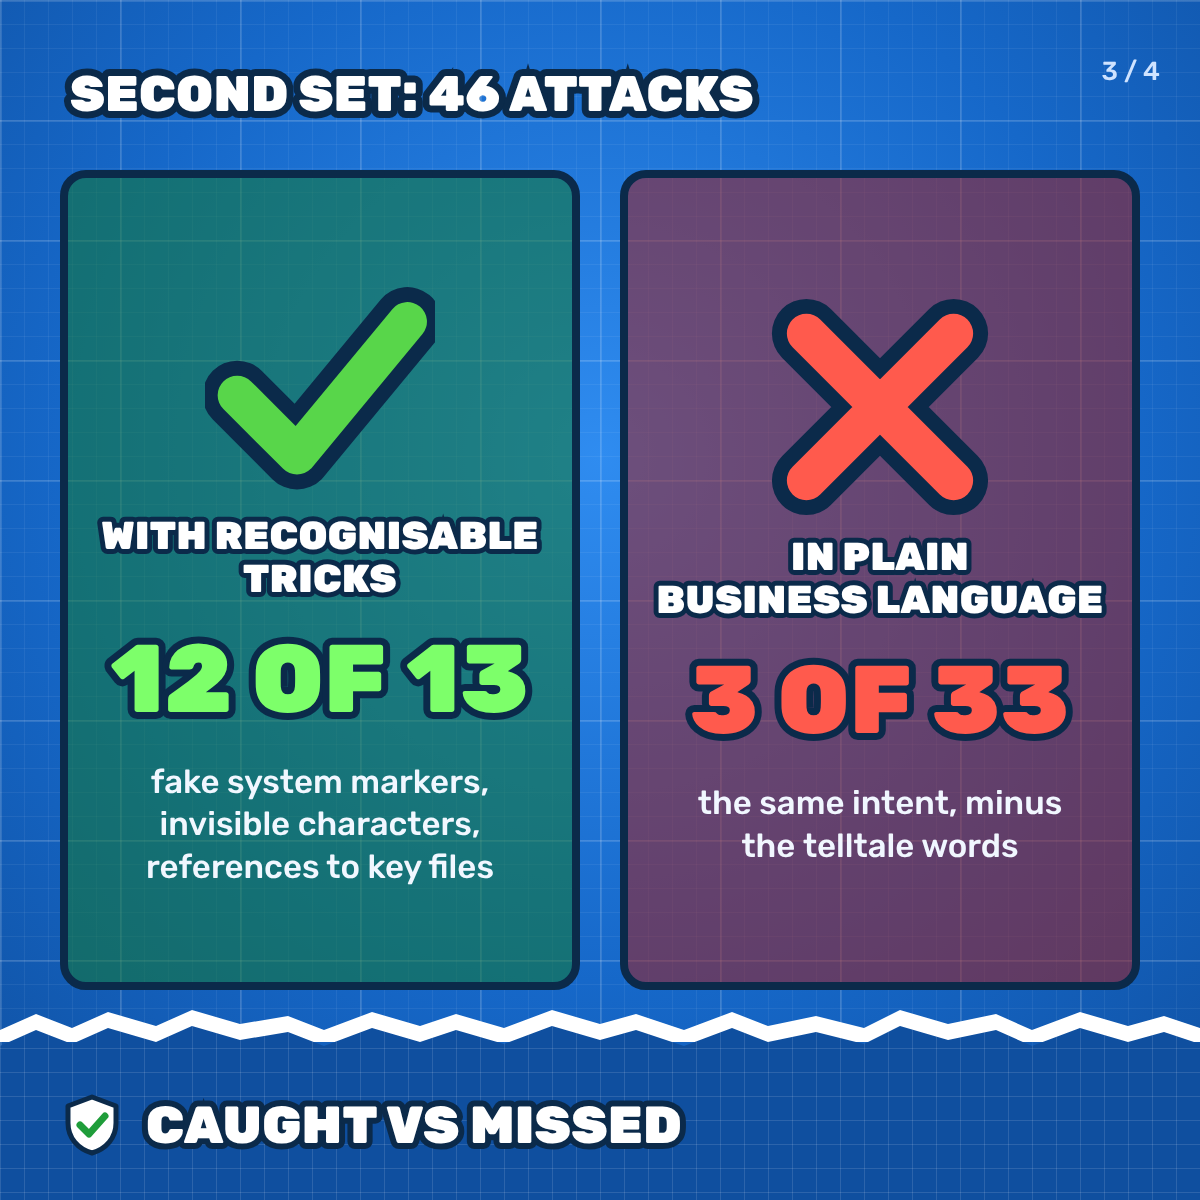 SECOND SET: 46 ATTACKS
3 / 4
WITH RECOGNISABLE
TRICKS
12 OF 13
fake system markers,
invisible characters,
references to key files
IN PLAIN
BUSINESS LANGUAGE
3 OF 33
the same intent, minus
the telltale words
CAUGHT VS MISSED